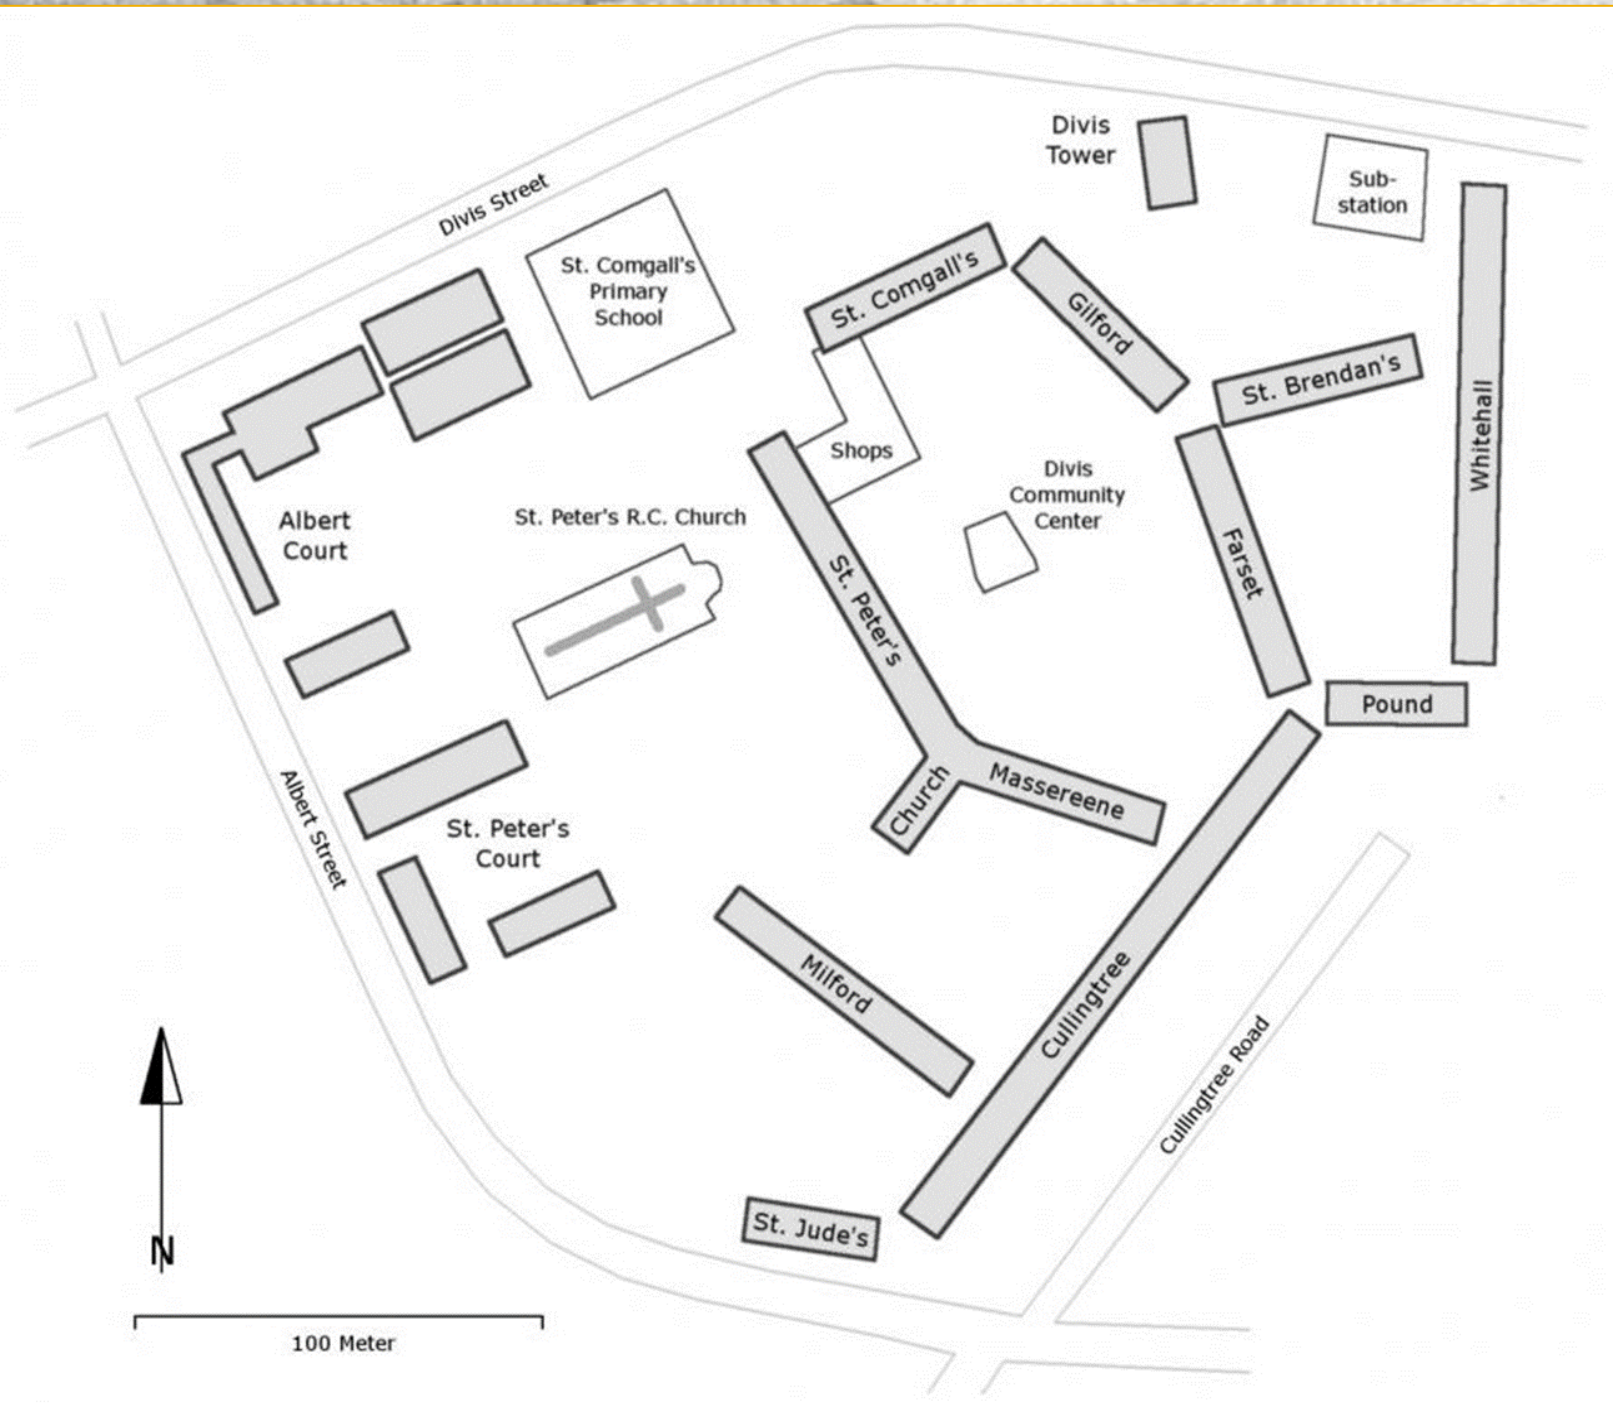 Divis
Tower
Sub-
station
Divis Street
St. Comgall's
Primary
School
St. Comgall's
Gilford
St. Brendan's
Whitehall
Shops
Divis
Community
Center
Albert
Court
St. Peter's R.C. Church
St. Peter's
Farset
Pound
Albert Street
St. Peter's
Court
Church
Massereene
Milford
Cullingtree
Cullingtree Road
St. Jude's
N
100 Meter